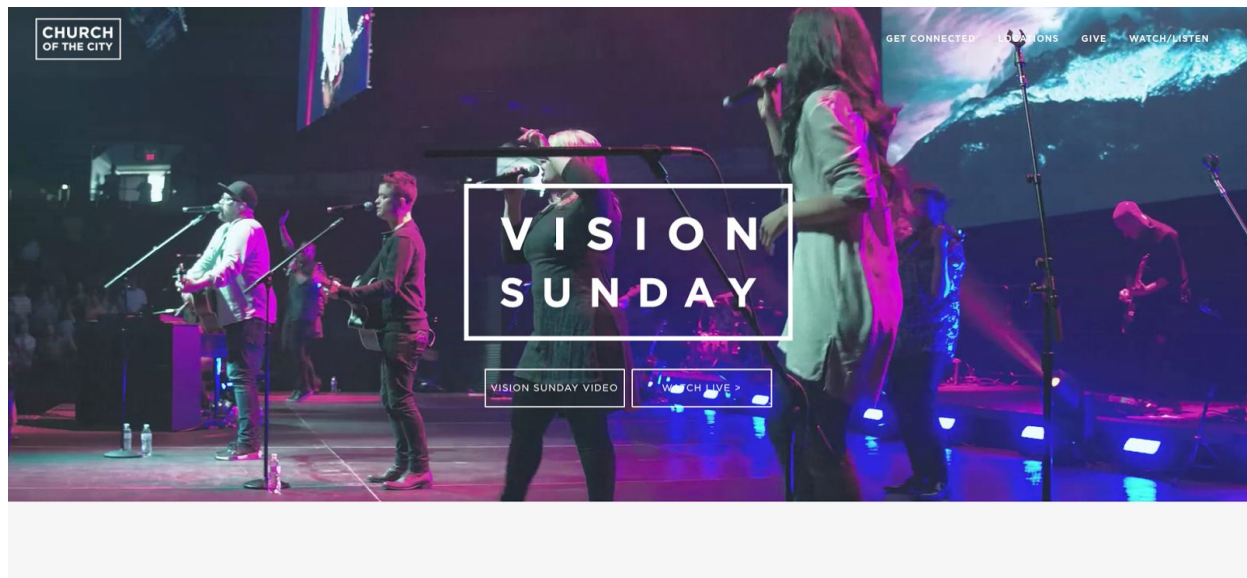 CHURCH
OF THE CITY
GET CONNECTED LOCATIONS GIVE WATCH/LISTEN
VISION
SUNDAY
VISION SUNDAY VIDEO
WATCH LIVE >